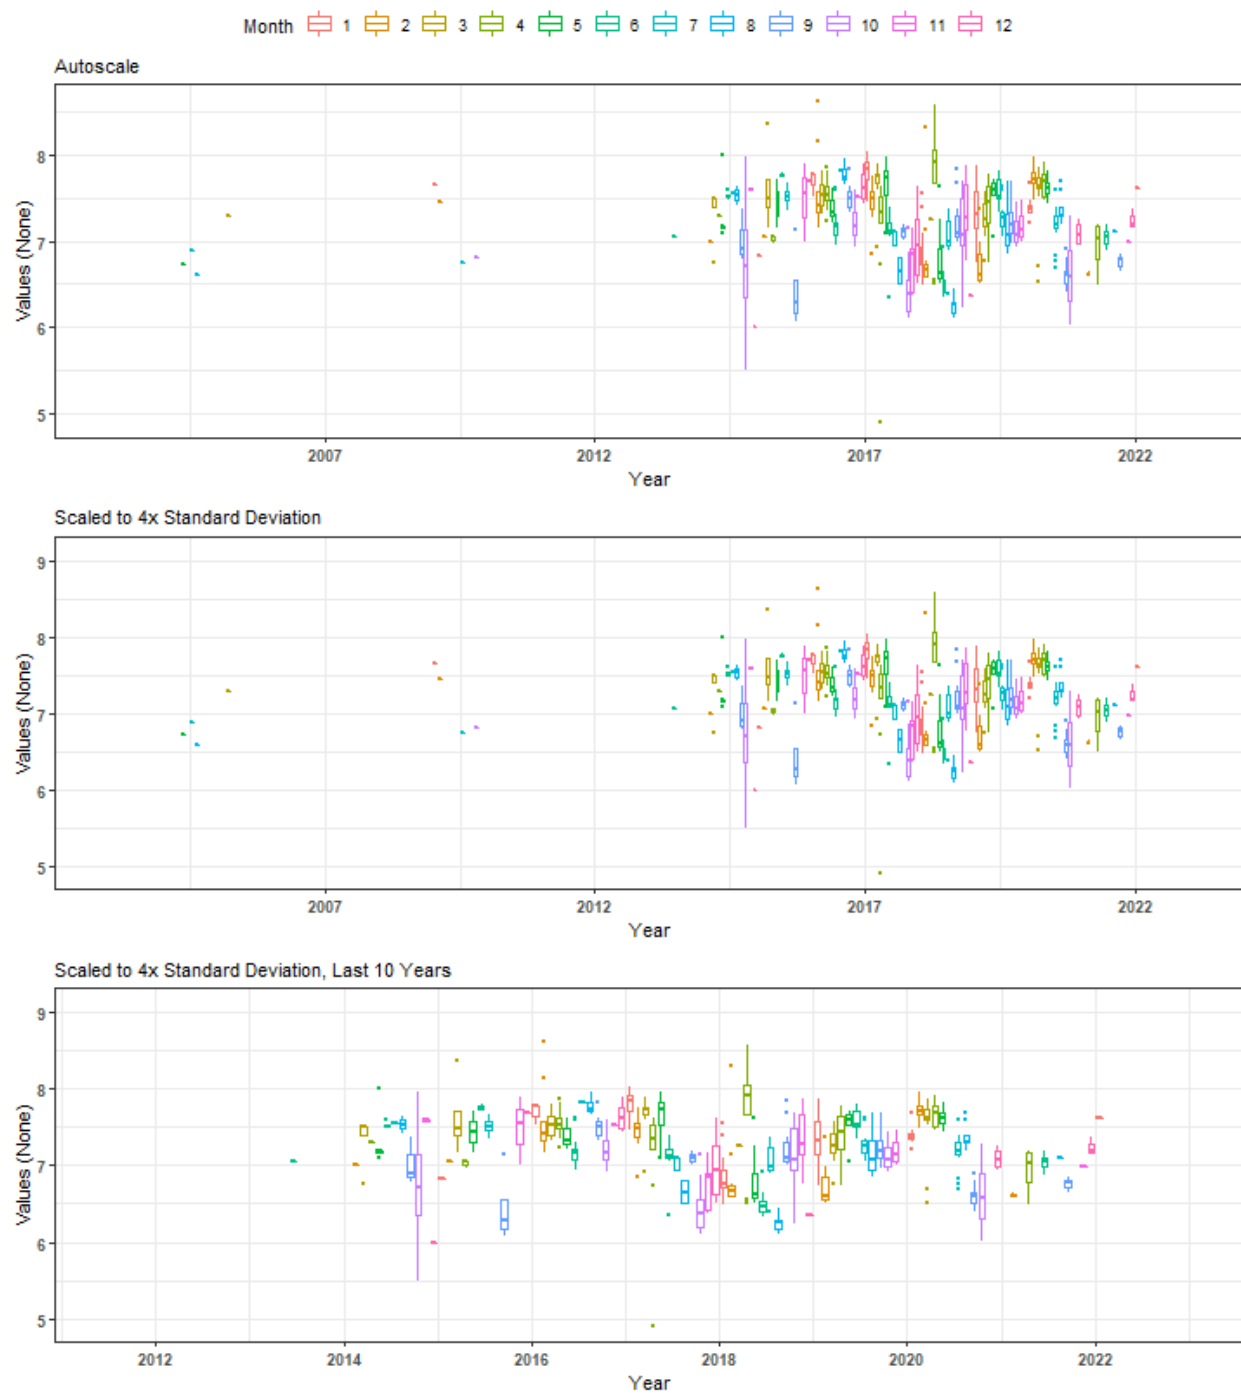 Month 1 2 3 4 5 6 7 8 9 10 11 12
Autoscale
8
7
6
5
Values (None)
2007 2012 2017 2022
Year
Scaled to 4x Standard Deviation
9
8
7
6
5
Values (None)
2007 2012 2017 2022
Year
Scaled to 4x Standard Deviation, Last 10 Years
9
8
7
6
5
Values (None)
2012 2014 2016 2018 2020 2022
Year